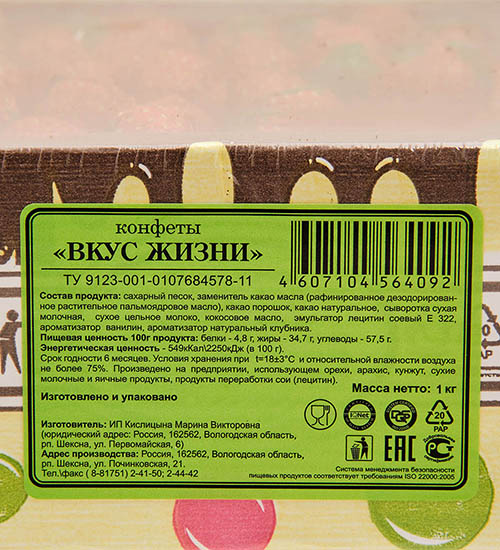 конфеты
«ВКУС ЖИЗНИ»
ТУ 9123-001-0107684578-11
4 607104 564092
Состав продукта: сахарный песок, заменитель какао масла (рафинированное дезодорирован-
ное растительное пальмоядровое масло), какао порошок, какао натуральное, сыворотка сухая
молочная, сухое цельное молоко, кокосовое масло, эмульгатор лецитин соевый Е 322,
ароматизатор ванилин, ароматизатор натуральный клубника.
Пищевая ценность 100г продукта: белки - 4,8 г, жиры - 34,7 г, углеводы - 57,5 г.
Энергетическая ценность - 549кКал\2250кДж (в 100 г).
Срок годности 6 месяцев. Условия хранения при t=18±3°С и относительной влажности воздуха
не более 75%. Произведено на предприятии, использующем орехи, арахис, кунжут, сухие
молочные и яичные продукты, продукты переработки сои (лецитин).
Масса нетто: 1 кг
Изготовлено и упаковано
Изготовитель: ИП Кислицына Марина Викторовна
(юридический адрес: Россия, 162562, Вологодская область,
рп. Шексна, ул. Первомайская, 6)
Адрес производства: Россия, 162562, Вологодская область,
рп. Шексна, ул. Починковская, 21.
Тел.\факс ( 8-81751) 2-41-50; 2-44-42
IQNet
20
PAP
ЕАС
Система менеджмента безопасности
пищевых продуктов соответствует требованиям ISO 22000:2005